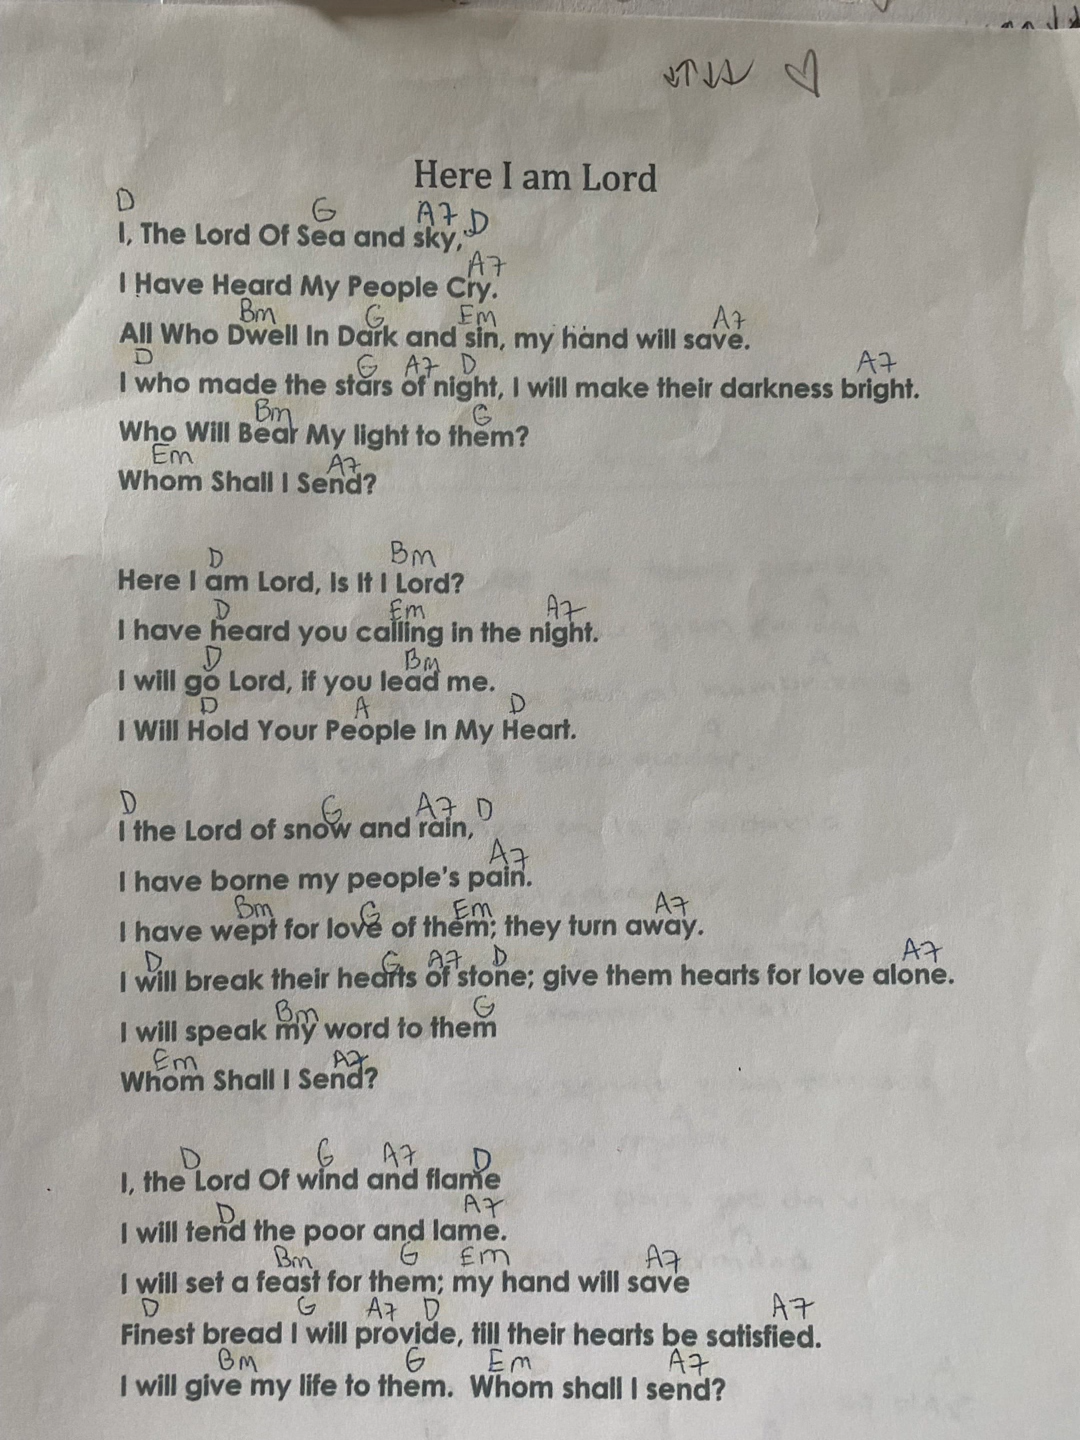 ↓↑↓↓ ♡
Here I am Lord
D G A7 D
I, The Lord Of Sea and sky,
A7
I Have Heard My People Cry.
Bm G Em A7
All Who Dwell In Dark and sin, my hand will save.
D G A7 D A7
I who made the stars of night, I will make their darkness bright.
Bm G
Who Will Bear My light to them?
Em A7
Whom Shall I Send?
D Bm
Here I am Lord, Is It I Lord?
D Em A7
I have heard you calling in the night.
D Bm
I will go Lord, if you lead me.
D A D
I Will Hold Your People In My Heart.
D G A7 D
I the Lord of snow and rain,
A7
I have borne my people's pain.
Bm G Em A7
I have wept for love of them; they turn away.
D G A7 D A7
I will break their hearts of stone; give them hearts for love alone.
Bm G
I will speak my word to them
Em A7
Whom Shall I Send?
D G A7 D
I, the Lord Of wind and flame
D A7
I will tend the poor and lame.
Bm G Em A7
I will set a feast for them; my hand will save
D G A7 D A7
Finest bread I will provide, till their hearts be satisfied.
Bm G Em A7
I will give my life to them. Whom shall I send?